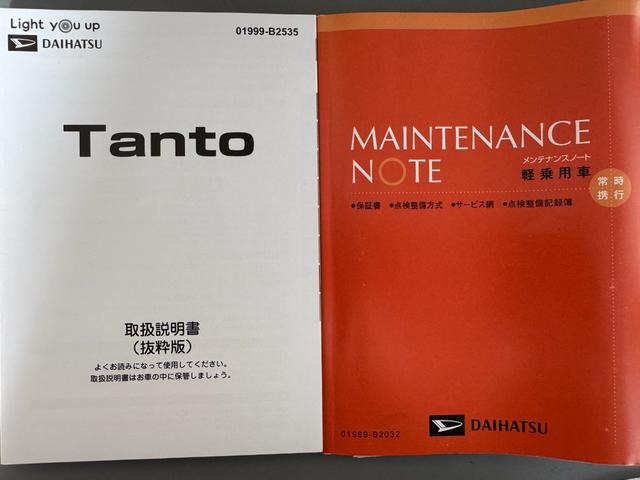 Light you up
DAIHATSU
01999-B2535
Tanto
取扱説明書
(抜粋版)
よくお読みになって使用してください。
取扱説明書はお車の中に保管しましょう。
MAINTENANCE
NOTE
メンテナンスノート
軽乗用車
常時
携行
●保証書 ●点検整備方式 ●サービス網 ●点検整備記録簿
01989-B2032
DAIHATSU